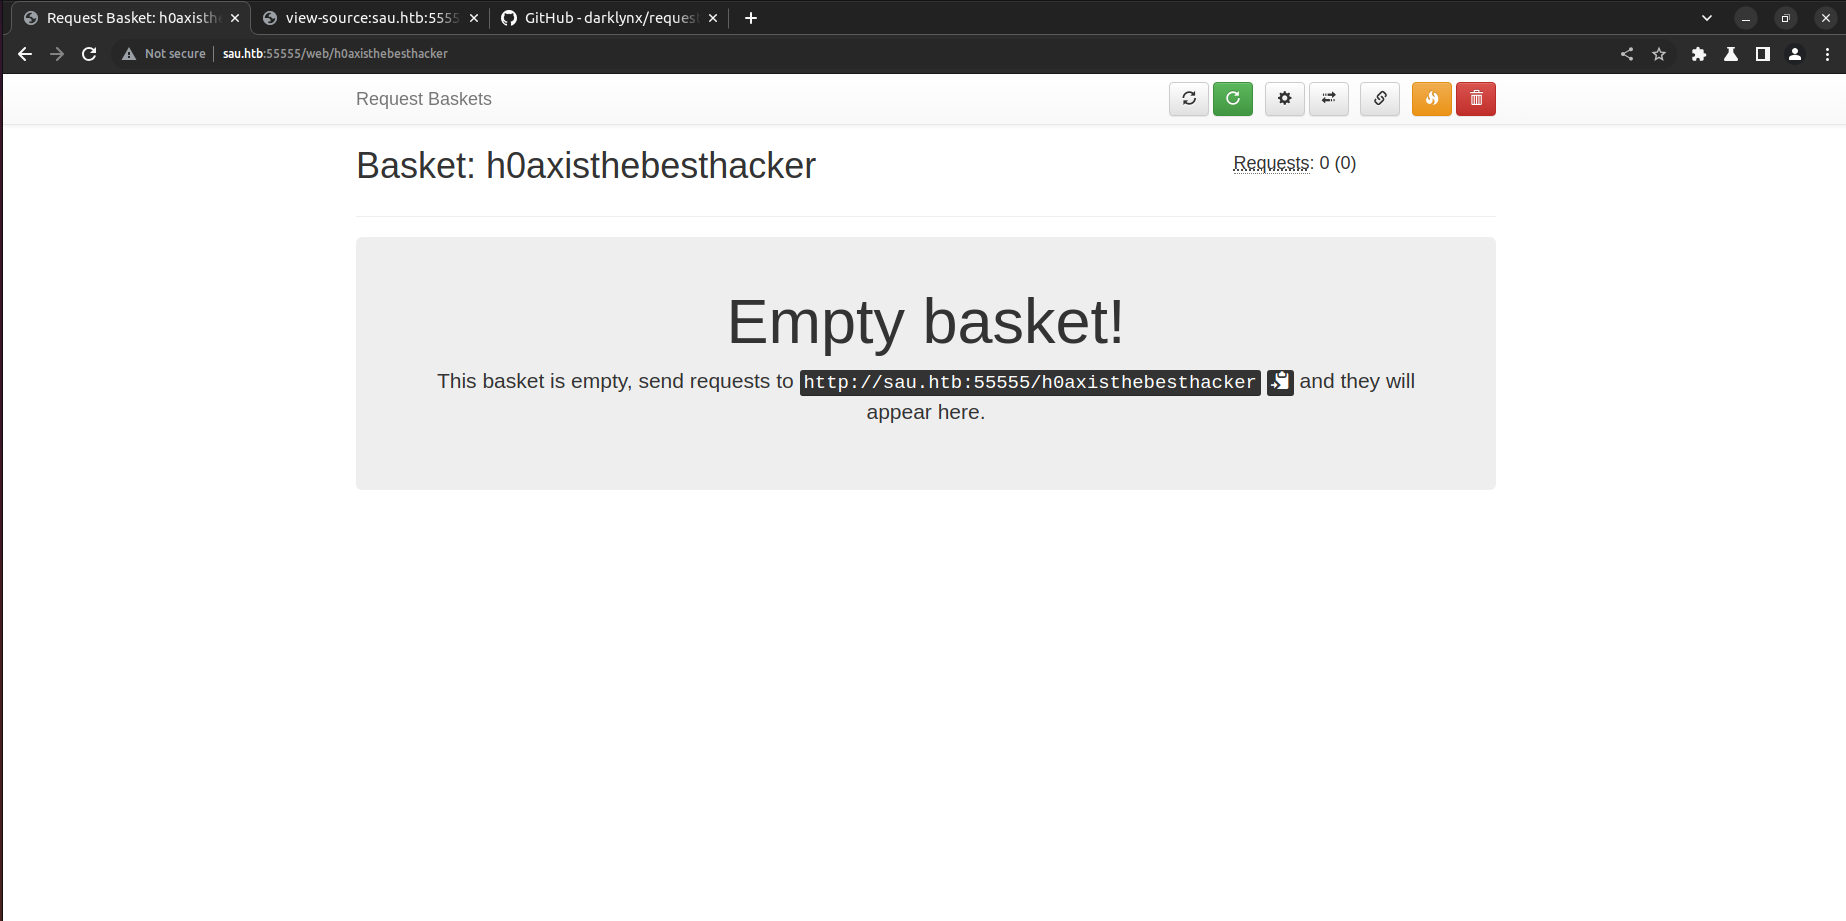 Request Basket: h0axisth
view-source:sau.htb:5555
GitHub - darklynx/reques
Not secure
sau.htb:55555/web/h0axisthebesthacker
Request Baskets
Basket: h0axisthebesthacker
Requests: 0 (0)
Empty basket!
This basket is empty, send requests to http://sau.htb:55555/h0axisthebesthacker and they will
appear here.